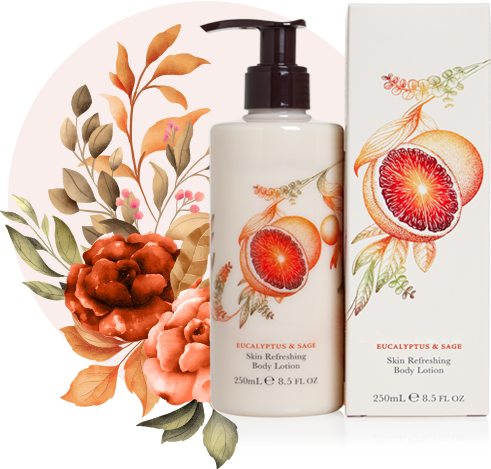 EUCALYPTUS & SAGE
Skin Refreshing
Body Lotion
250mL ℮ 8.5 FL OZ
EUCALYPTUS & SAGE
Skin Refreshing
Body Lotion
250mL ℮ 8.5 FL OZ